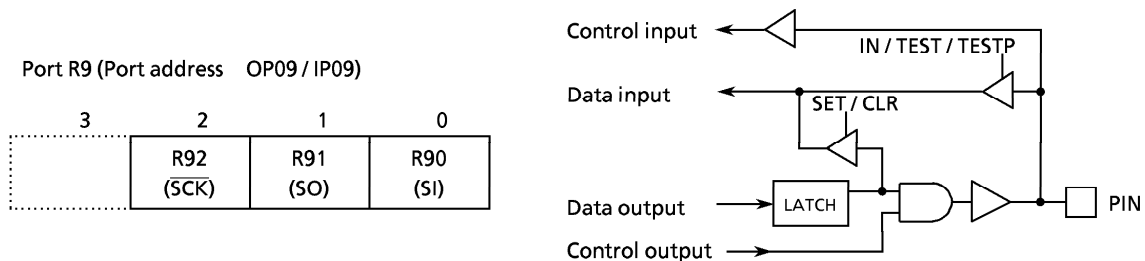 Port R9 (Port address OP09 / IP09)
3 2 1 0
R92 R91 R90
(SCK) (SO) (SI)
Control input
IN / TEST / TESTP
Data input
SET / CLR
Data output
LATCH
PIN
Control output